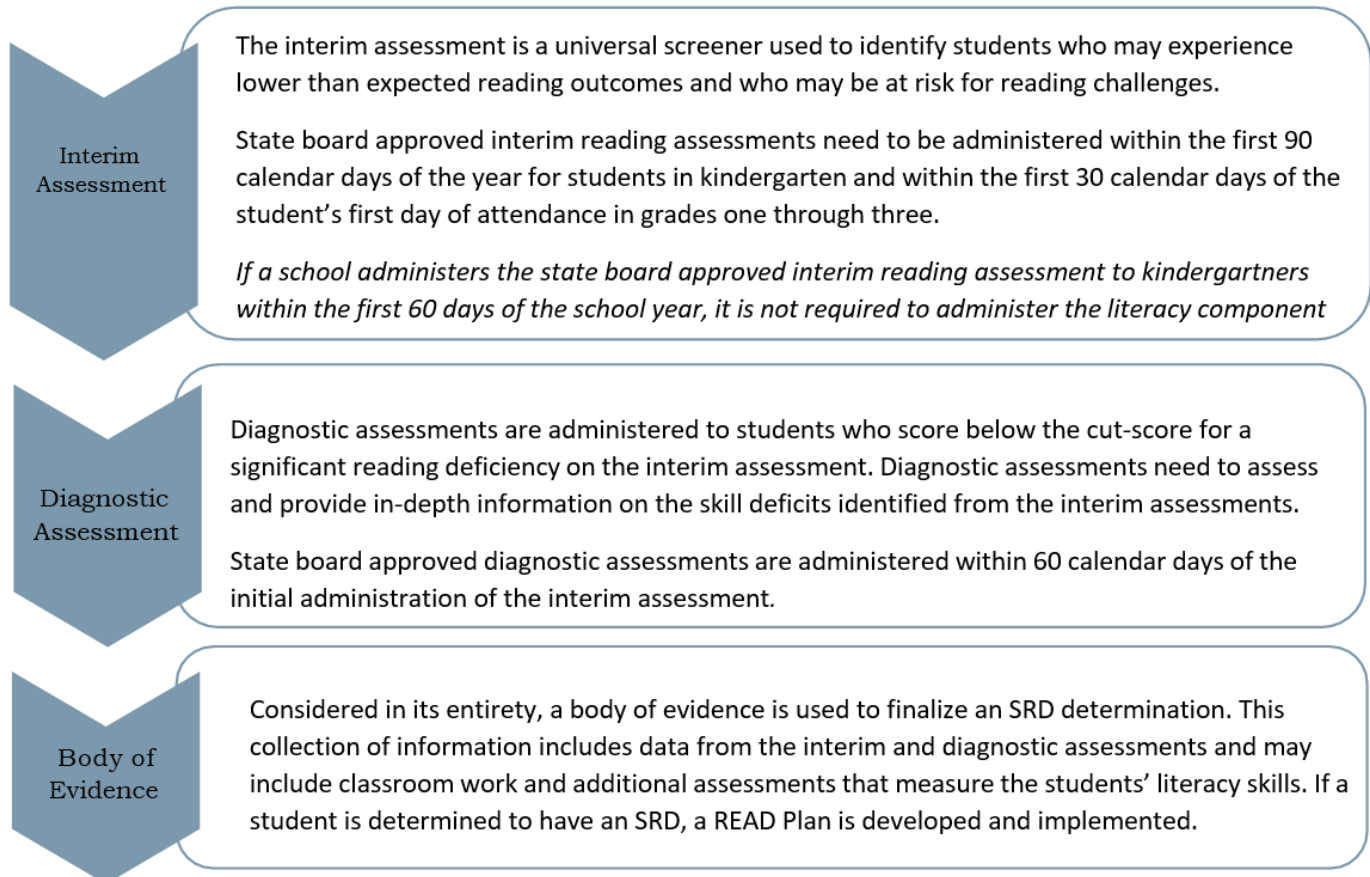 Interim
Assessment
The interim assessment is a universal screener used to identify students who may experience
lower than expected reading outcomes and who may be at risk for reading challenges.
State board approved interim reading assessments need to be administered within the first 90
calendar days of the year for students in kindergarten and within the first 30 calendar days of the
student’s first day of attendance in grades one through three.
If a school administers the state board approved interim reading assessment to kindergartners
within the first 60 days of the school year, it is not required to administer the literacy component
Diagnostic
Assessment
Diagnostic assessments are administered to students who score below the cut-score for a
significant reading deficiency on the interim assessment. Diagnostic assessments need to assess
and provide in-depth information on the skill deficits identified from the interim assessments.
State board approved diagnostic assessments are administered within 60 calendar days of the
initial administration of the interim assessment.
Body of
Evidence
Considered in its entirety, a body of evidence is used to finalize an SRD determination. This
collection of information includes data from the interim and diagnostic assessments and may
include classroom work and additional assessments that measure the students’ literacy skills. If a
student is determined to have an SRD, a READ Plan is developed and implemented.